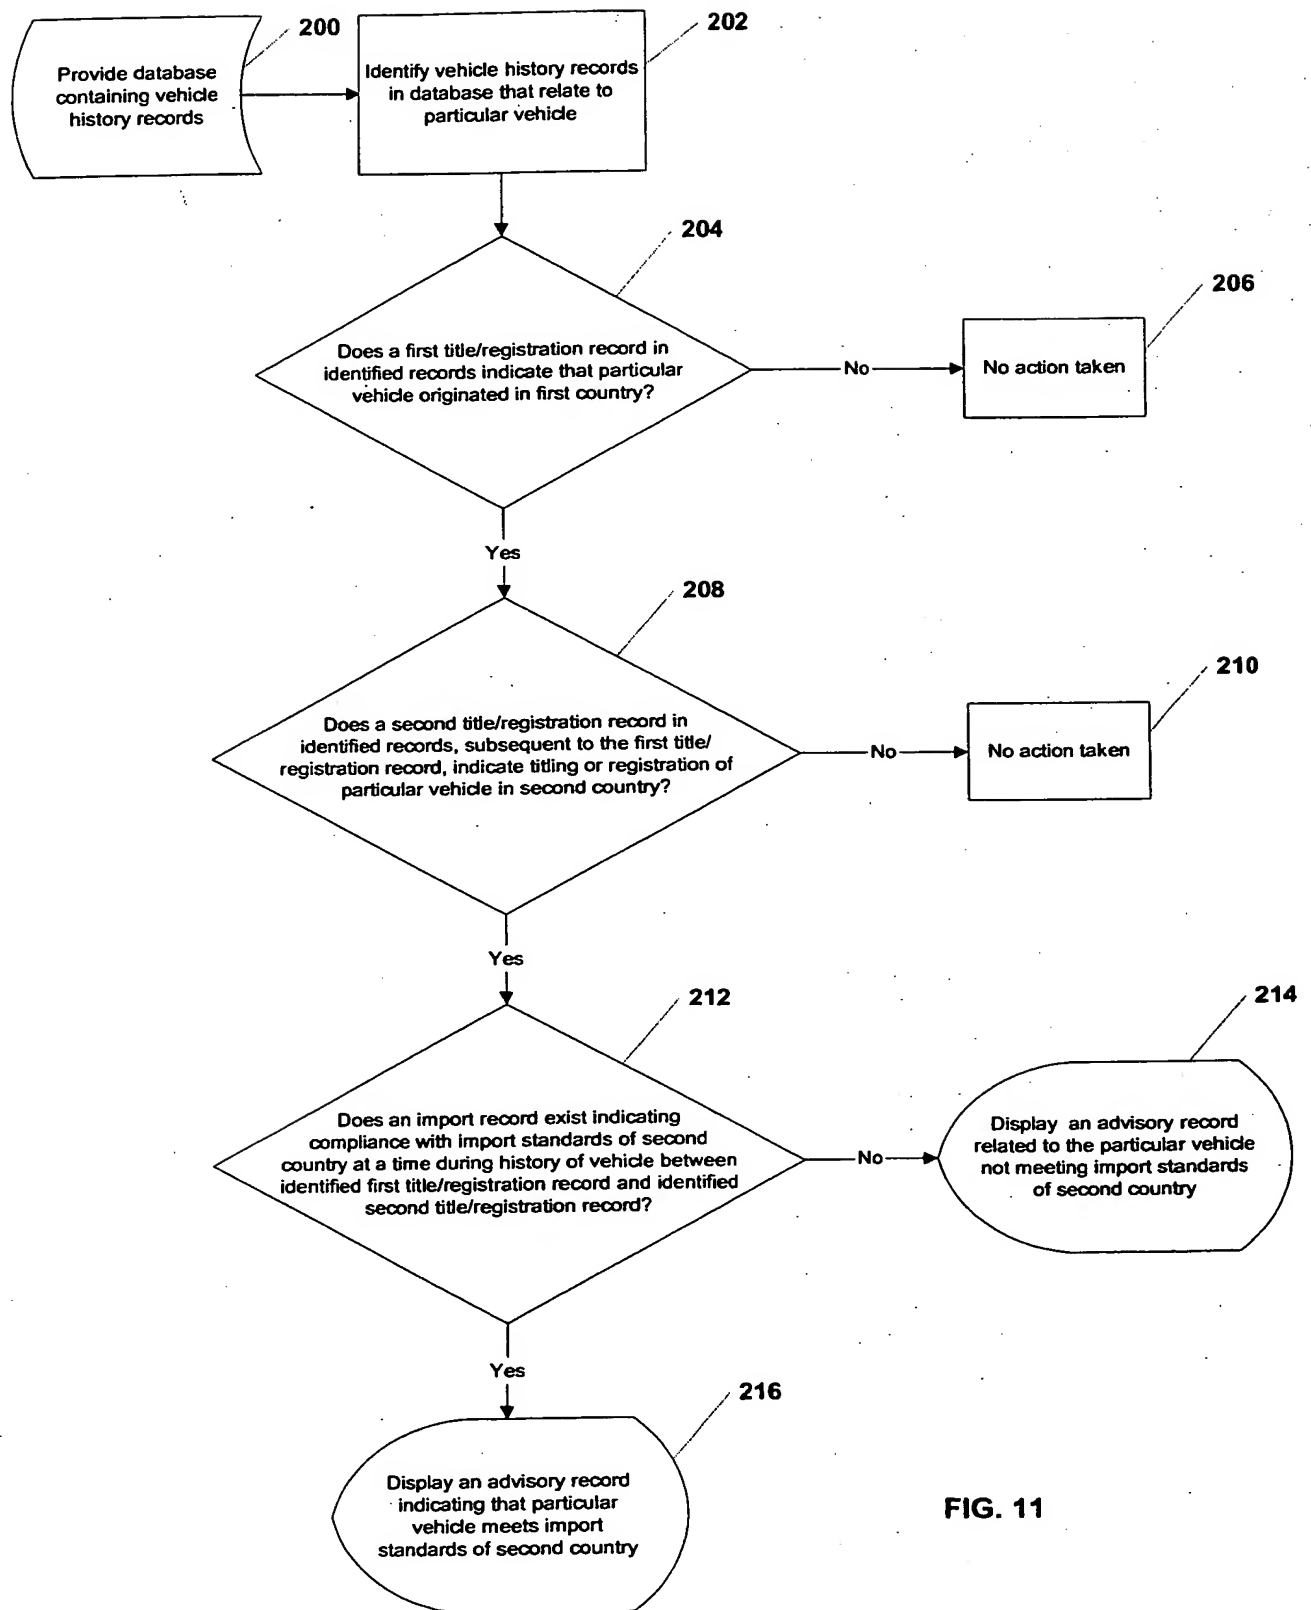 200
Provide database
containing vehicle
history records
202
Identify vehicle history records
in database that relate to
particular vehicle
204
Does a first title/registration record in
identified records indicate that particular
vehicle originated in first country?
No
206
No action taken
Yes
208
Does a second title/registration record in
identified records, subsequent to the first title/
registration record, indicate titling or registration of
particular vehicle in second country?
No
210
No action taken
Yes
212
Does an import record exist indicating
compliance with import standards of second
country at a time during history of vehicle between
identified first title/registration record and identified
second title/registration record?
No
214
Display an advisory record
related to the particular vehicle
not meeting import standards
of second country
Yes
216
Display an advisory record
indicating that particular
vehicle meets import
standards of second country
FIG. 11